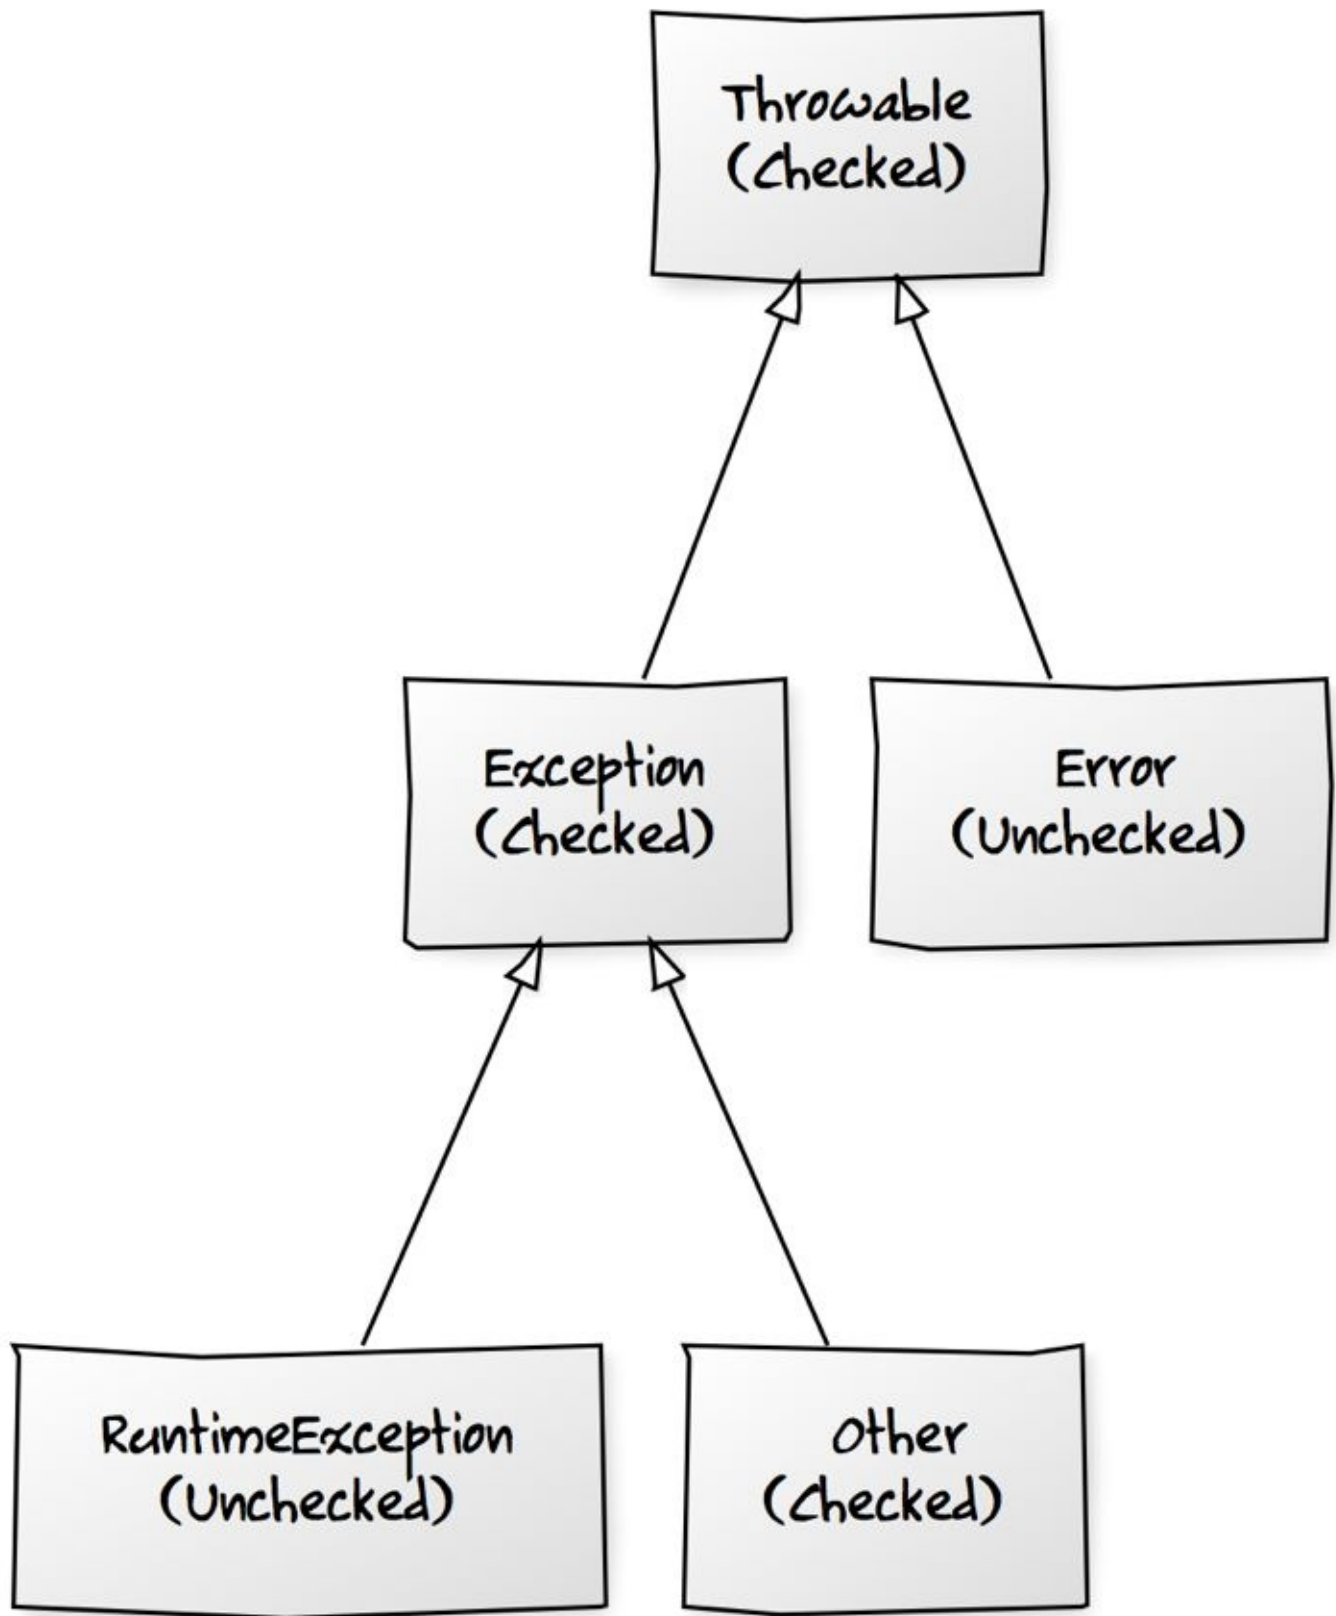 Throwable
(Checked)
Exception
(Checked)
Error
(Unchecked)
RuntimeException
(Unchecked)
Other
(Checked)